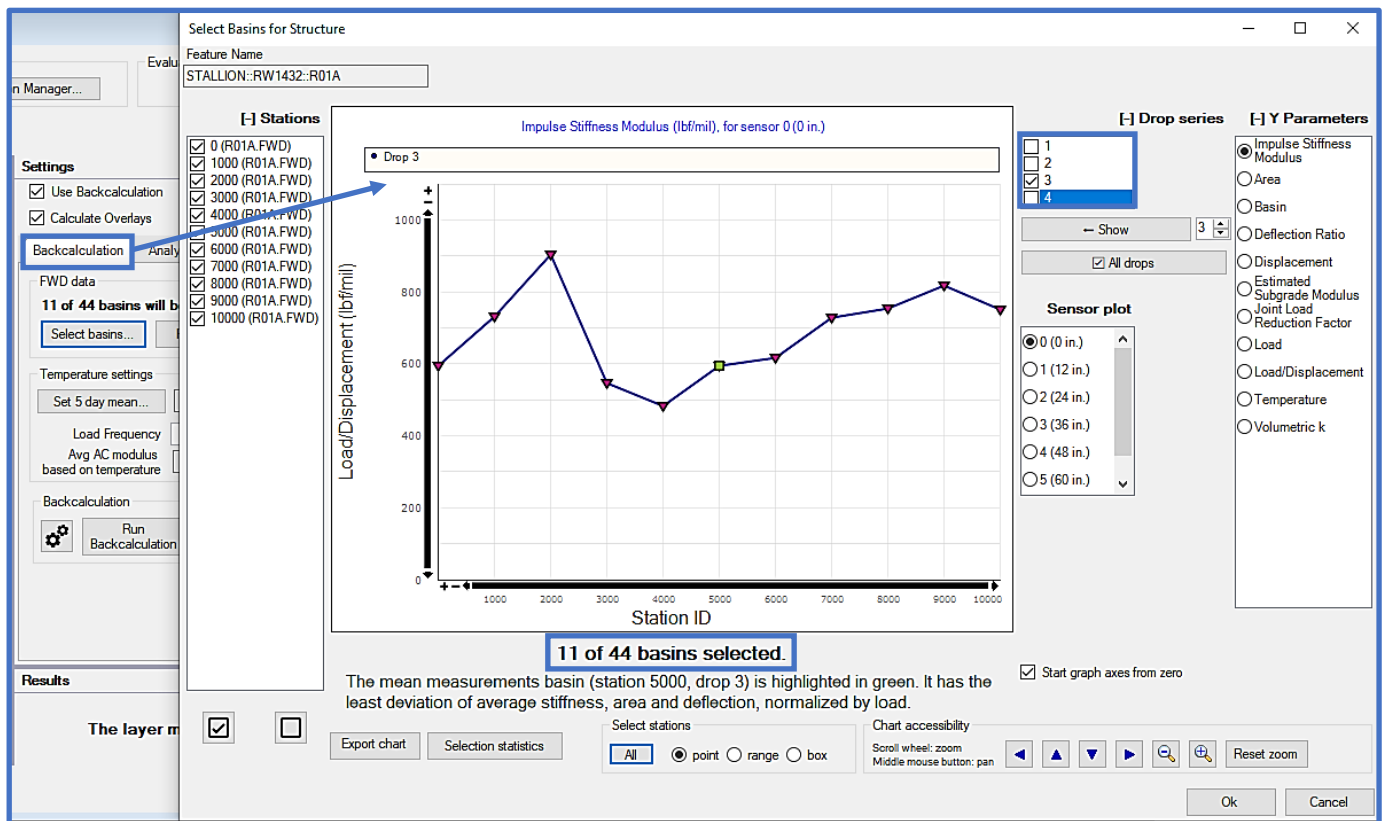 Select Basins for Structure
Feature Name
STALLION::RW1432::R01A
Evalu
n Manager...
Settings
Use Backcalculation
Calculate Overlays
Backcalculation
Analy
FWD data
11 of 44 basins will b
Select basins...
Temperature settings
Set 5 day mean...
Load Frequency
Avg AC modulus
based on temperature
Backcalculation
Run
Backcalculation
Results
The layer m
[-] Stations
0 (R01A.FWD)
1000 (R01A.FWD)
2000 (R01A.FWD)
3000 (R01A.FWD)
4000 (R01A.FWD)
5000 (R01A.FWD)
6000 (R01A.FWD)
7000 (R01A.FWD)
8000 (R01A.FWD)
9000 (R01A.FWD)
10000 (R01A.FWD)
Impulse Stiffness Modulus (lbf/mil), for sensor 0 (0 in.)
Drop 3
Load/Displacement (lbf/mil)
1000
800
600
400
200
0
1000 2000 3000 4000 5000 6000 7000 8000 9000 10000
Station ID
11 of 44 basins selected.
The mean measurements basin (station 5000, drop 3) is highlighted in green. It has the
least deviation of average stiffness, area and deflection, normalized by load.
Export chart
Selection statistics
Select stations
All
point
range
box
Chart accessibility
Scroll wheel: zoom
Middle mouse button: pan
Reset zoom
[-] Drop series
1
2
3
4
← Show
3
All drops
Sensor plot
0 (0 in.)
1 (12 in.)
2 (24 in.)
3 (36 in.)
4 (48 in.)
5 (60 in.)
Start graph axes from zero
[-] Y Parameters
Impulse Stiffness
Modulus
Area
Basin
Deflection Ratio
Displacement
Estimated
Subgrade Modulus
Joint Load
Reduction Factor
Load
Load/Displacement
Temperature
Volumetric k
Ok
Cancel